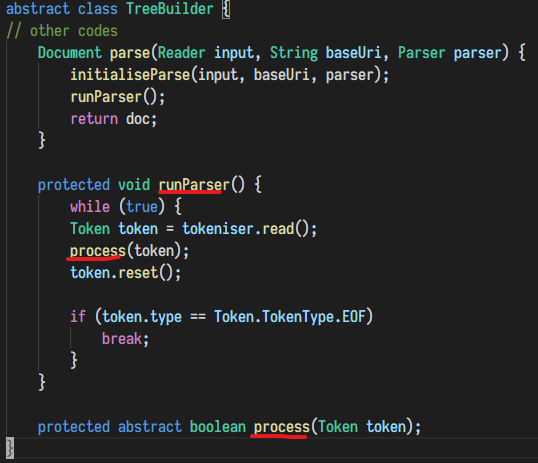 abstract class TreeBuilder {
// other codes
    Document parse(Reader input, String baseUri, Parser parser) {
        initialiseParse(input, baseUri, parser);
        runParser();
        return doc;
    }

    protected void runParser() {
        while (true) {
        Token token = tokeniser.read();
        process(token);
        token.reset();

        if (token.type == Token.TokenType.EOF)
            break;
        }
    }

    protected abstract boolean process(Token token);
}